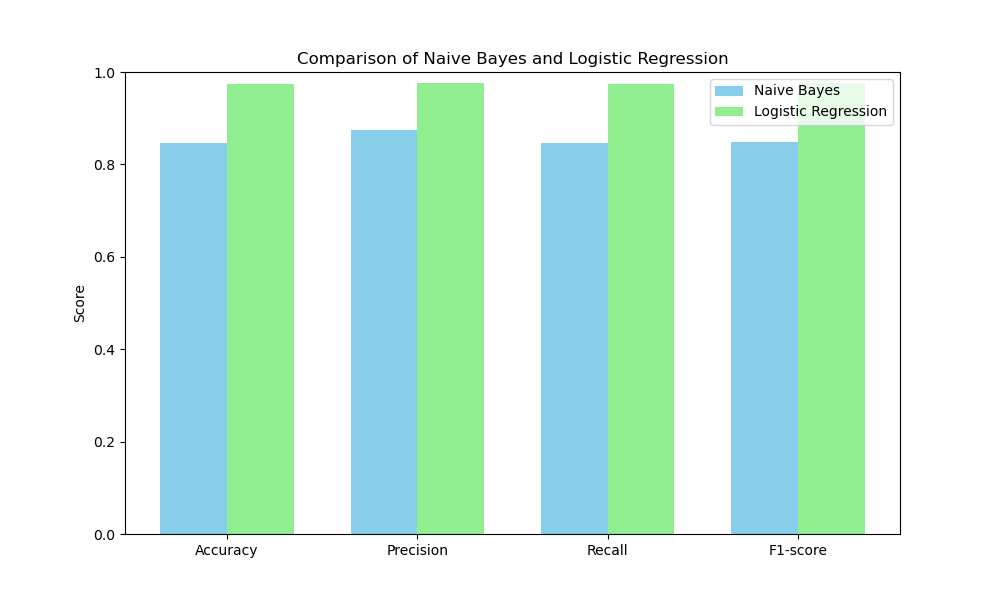 Comparison of Naive Bayes and Logistic Regression
Naive Bayes
Logistic Regression
Score
1.0
0.8
0.6
0.4
0.2
0.0
Accuracy
Precision
Recall
F1-score